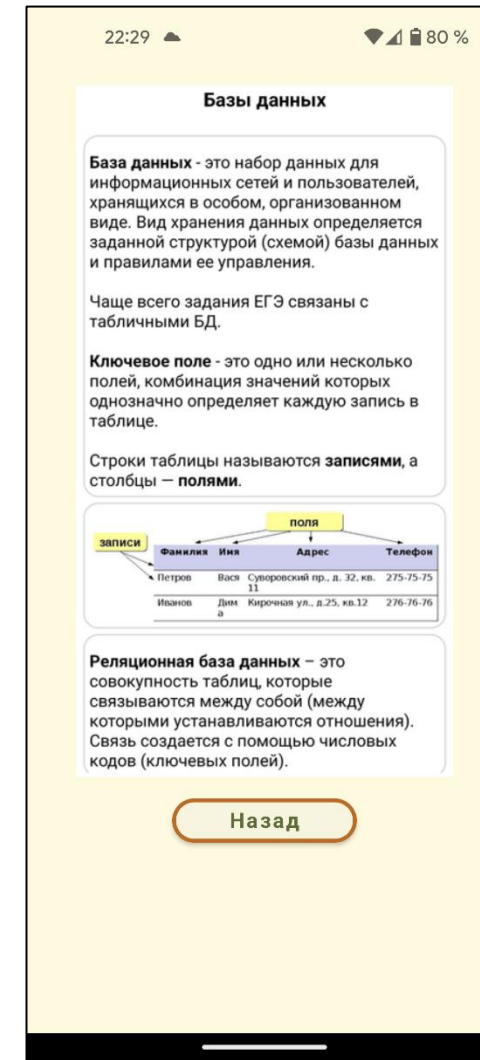 22:29 80 %
Базы данных
База данных - это набор данных для
информационных сетей и пользователей,
хранящихся в особом, организованном
виде. Вид хранения данных определяется
заданной структурой (схемой) базы данных
и правилами ее управления.
Чаще всего задания ЕГЭ связаны с
табличными БД.
Ключевое поле - это одно или несколько
полей, комбинация значений которых
однозначно определяет каждую запись в
таблице.
Строки таблицы называются записями, а
столбцы — полями.
поля
записи
Фамилия Имя Адрес Телефон
Петров Вася Суворовский пр., д. 32, кв. 275-75-75
11
Иванов Дим Кирочная ул., д.25, кв.12 276-76-76
а
Реляционная база данных – это
совокупность таблиц, которые
связываются между собой (между
которыми устанавливаются отношения).
Связь создается с помощью числовых
кодов (ключевых полей).
Назад